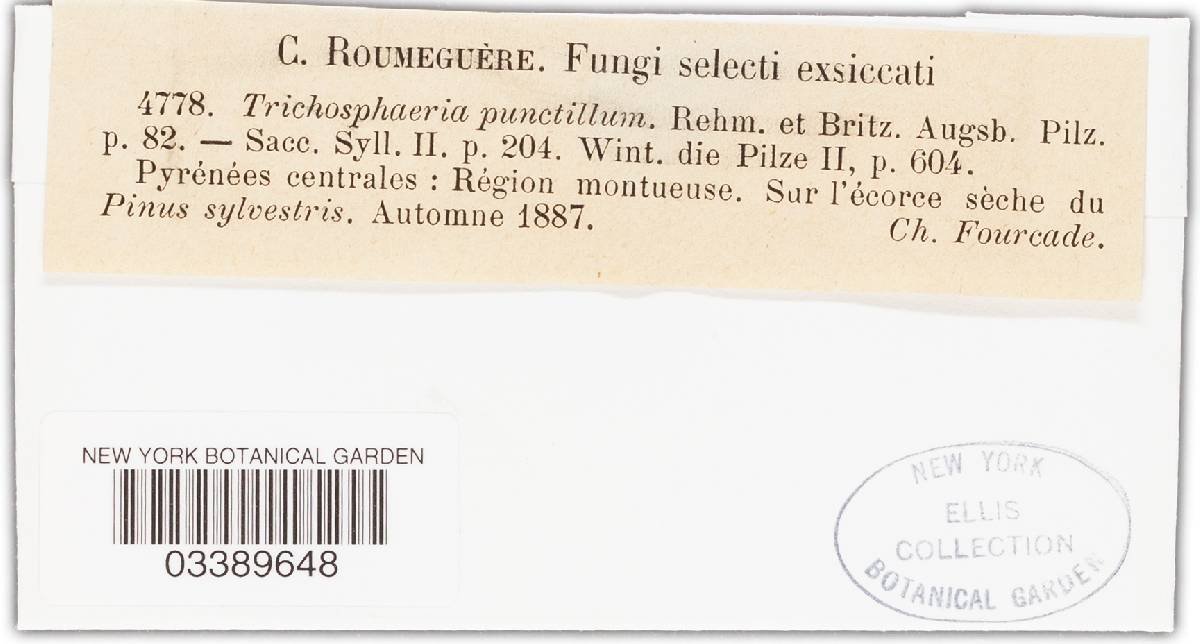 C. ROUMEGUÈRE. Fungi selecti exsiccati
4778. Trichosphaeria punctillum. Rehm. et Britz. Augsb. Pilz.
p. 82. — Sacc. Syll. II. p. 204. Wint. die Pilze II, p. 604.
Pyrénées centrales : Région montueuse. Sur l'écorce sèche du
Pinus sylvestris. Automne 1887. Ch. Fourcade.
NEW YORK BOTANICAL GARDEN
03389648
NEW YORK
ELLIS
COLLECTION
BOTANICAL GARDEN